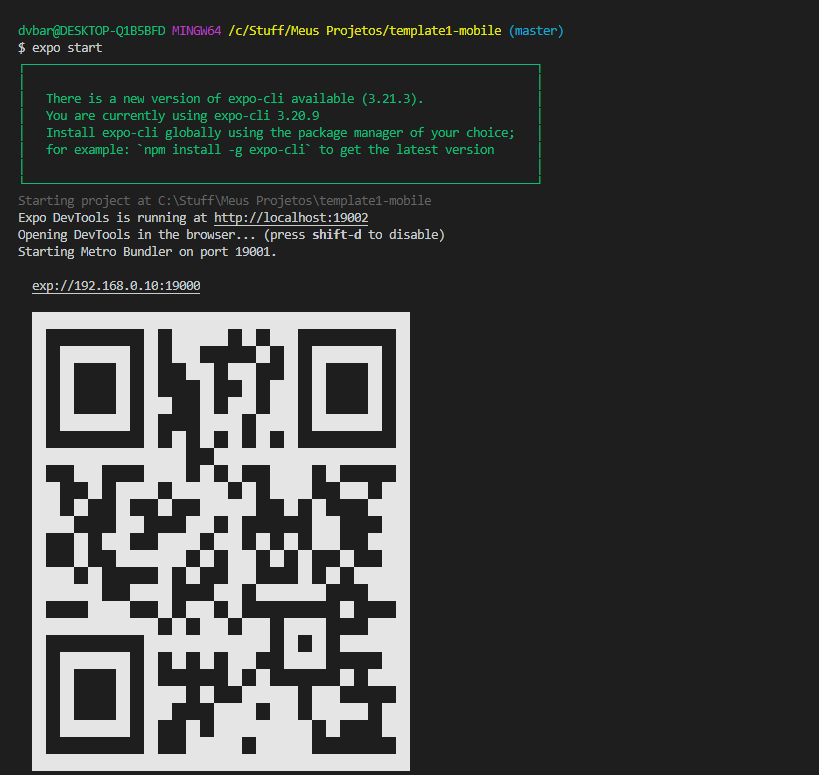 dvbar@DESKTOP-Q1B5BFD MINGW64 /c/Stuff/Meus Projetos/template1-mobile (master)
$ expo start
There is a new version of expo-cli available (3.21.3).
You are currently using expo-cli 3.20.9
Install expo-cli globally using the package manager of your choice;
for example: `npm install -g expo-cli` to get the latest version
Starting project at C:\Stuff\Meus Projetos\template1-mobile
Expo DevTools is running at http://localhost:19002
Opening DevTools in the browser... (press shift-d to disable)
Starting Metro Bundler on port 19001.
exp://192.168.0.10:19000